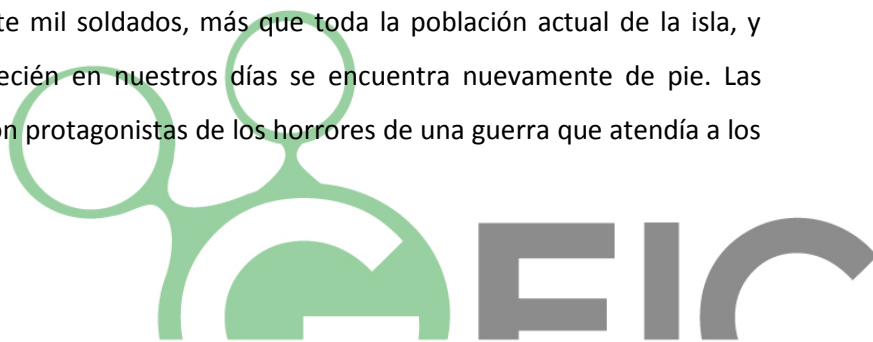 te mil soldados, más que toda la población actual de la isla, y
ecién en nuestros días se encuentra nuevamente de pie. Las
on protagonistas de los horrores de una guerra que atendía a los
GEIC